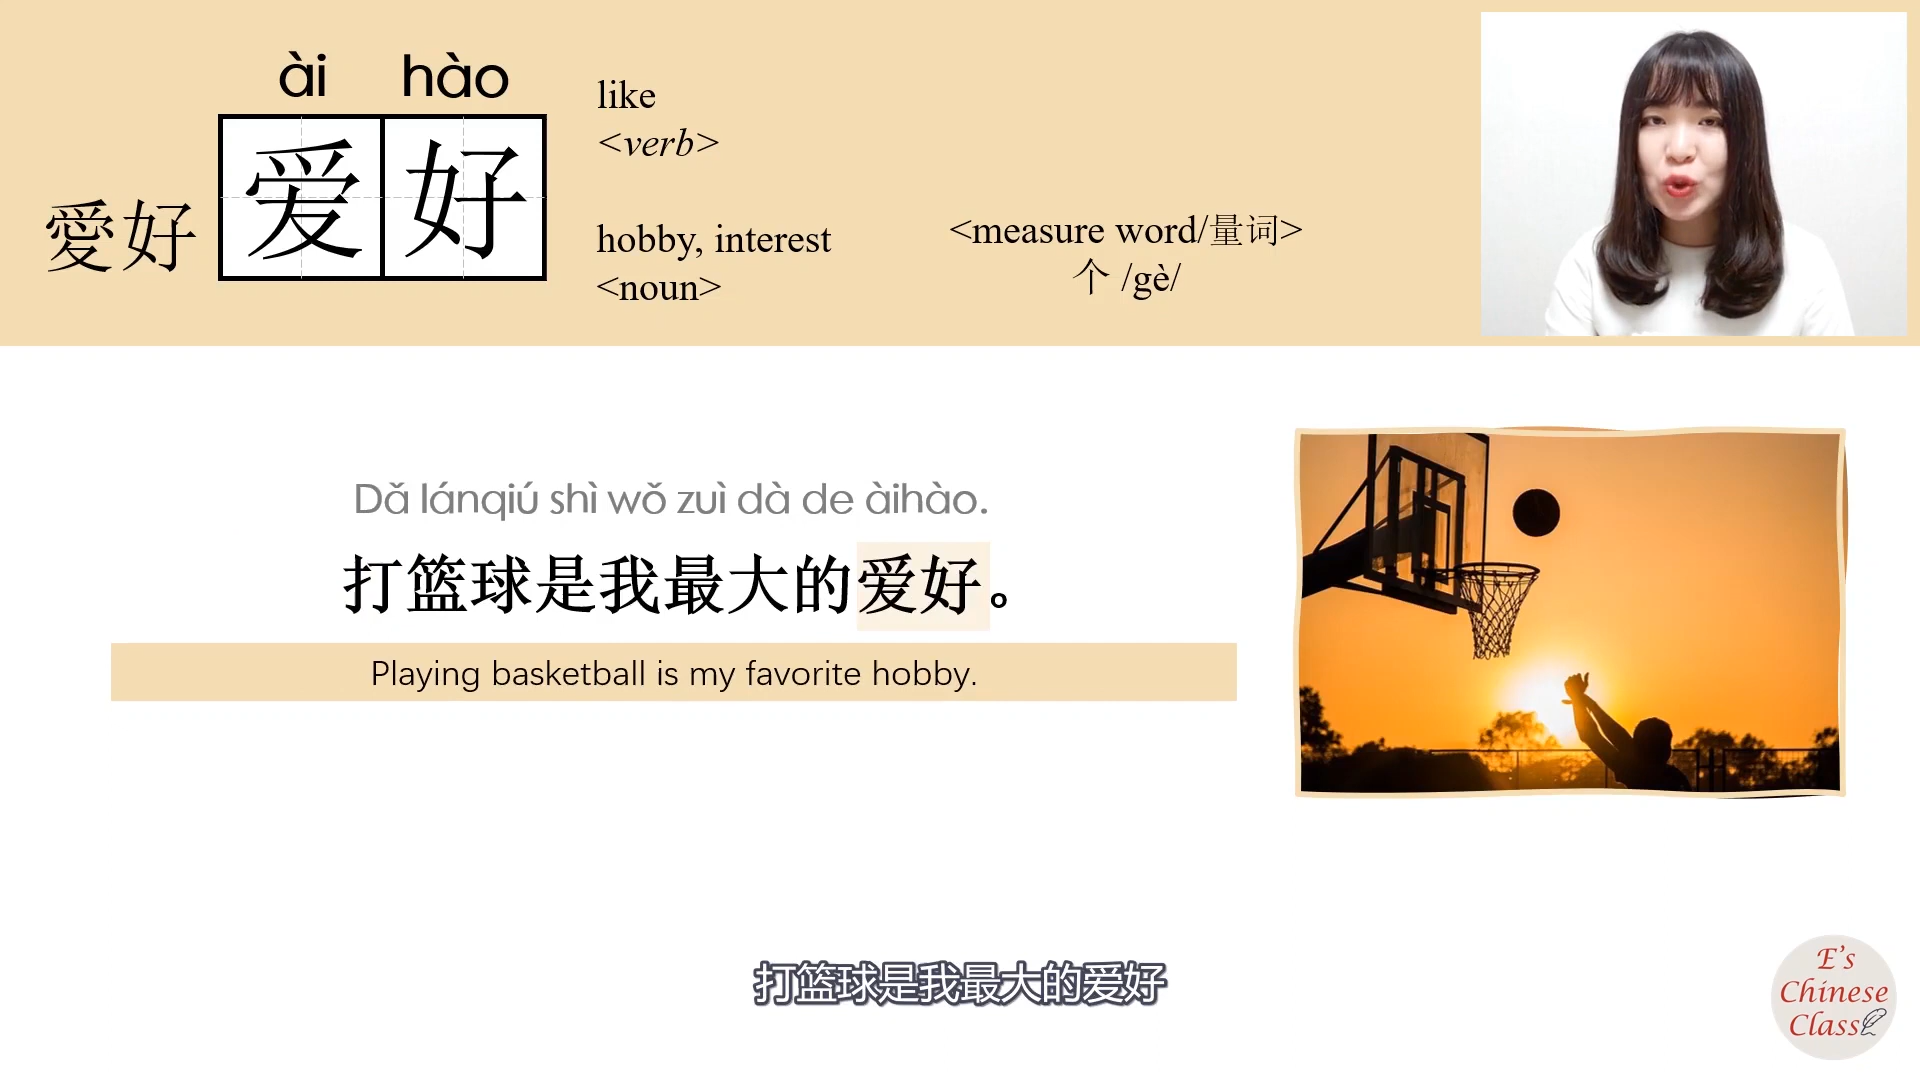 ài hào
愛好 爱好
like
<verb>
hobby, interest
<noun>
<measure word/量词>
个 /gè/
Dǎ lánqiú shì wǒ zuì dà de àihào.
打篮球是我最大的爱好。
Playing basketball is my favorite hobby.
打篮球是我最大的爱好
E's
Chinese
Class